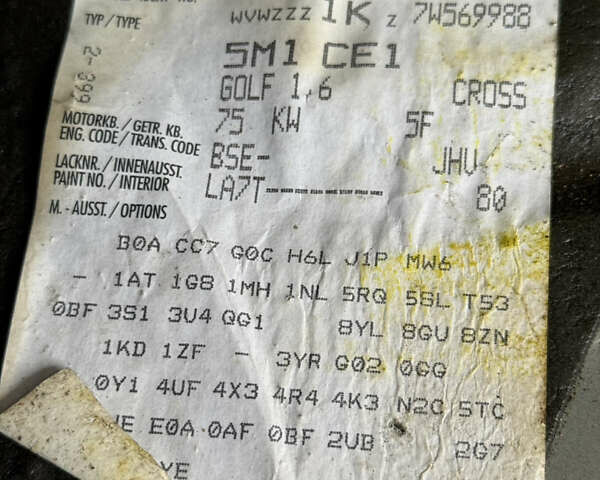 TYP / TYPE WVWZZZ 1K Z 7W569988
5M1 CE1
GOLF 1,6 CROSS
MOTORKB. / GETR. KB. 75 KW 5F
ENG. CODE / TRANS. CODE BSE- JHV
LACKNR. / INNENAUSST. LA7T 80
PAINT NO. / INTERIOR
M. - AUSST. / OPTIONS
B0A CC7 G0C H6L J1P MW6
- 1AT 1G8 1MH 1NL 5RQ 5SL T53
0BF 3S1 3U4 QG1 8YL 8GU 8ZN
1KD 1ZF - 3YR G02 0GG
0Y1 4UF 4X3 4R4 4K3 N2C 5TC
E0A 0AF 0BF 2UB 2G7
YE